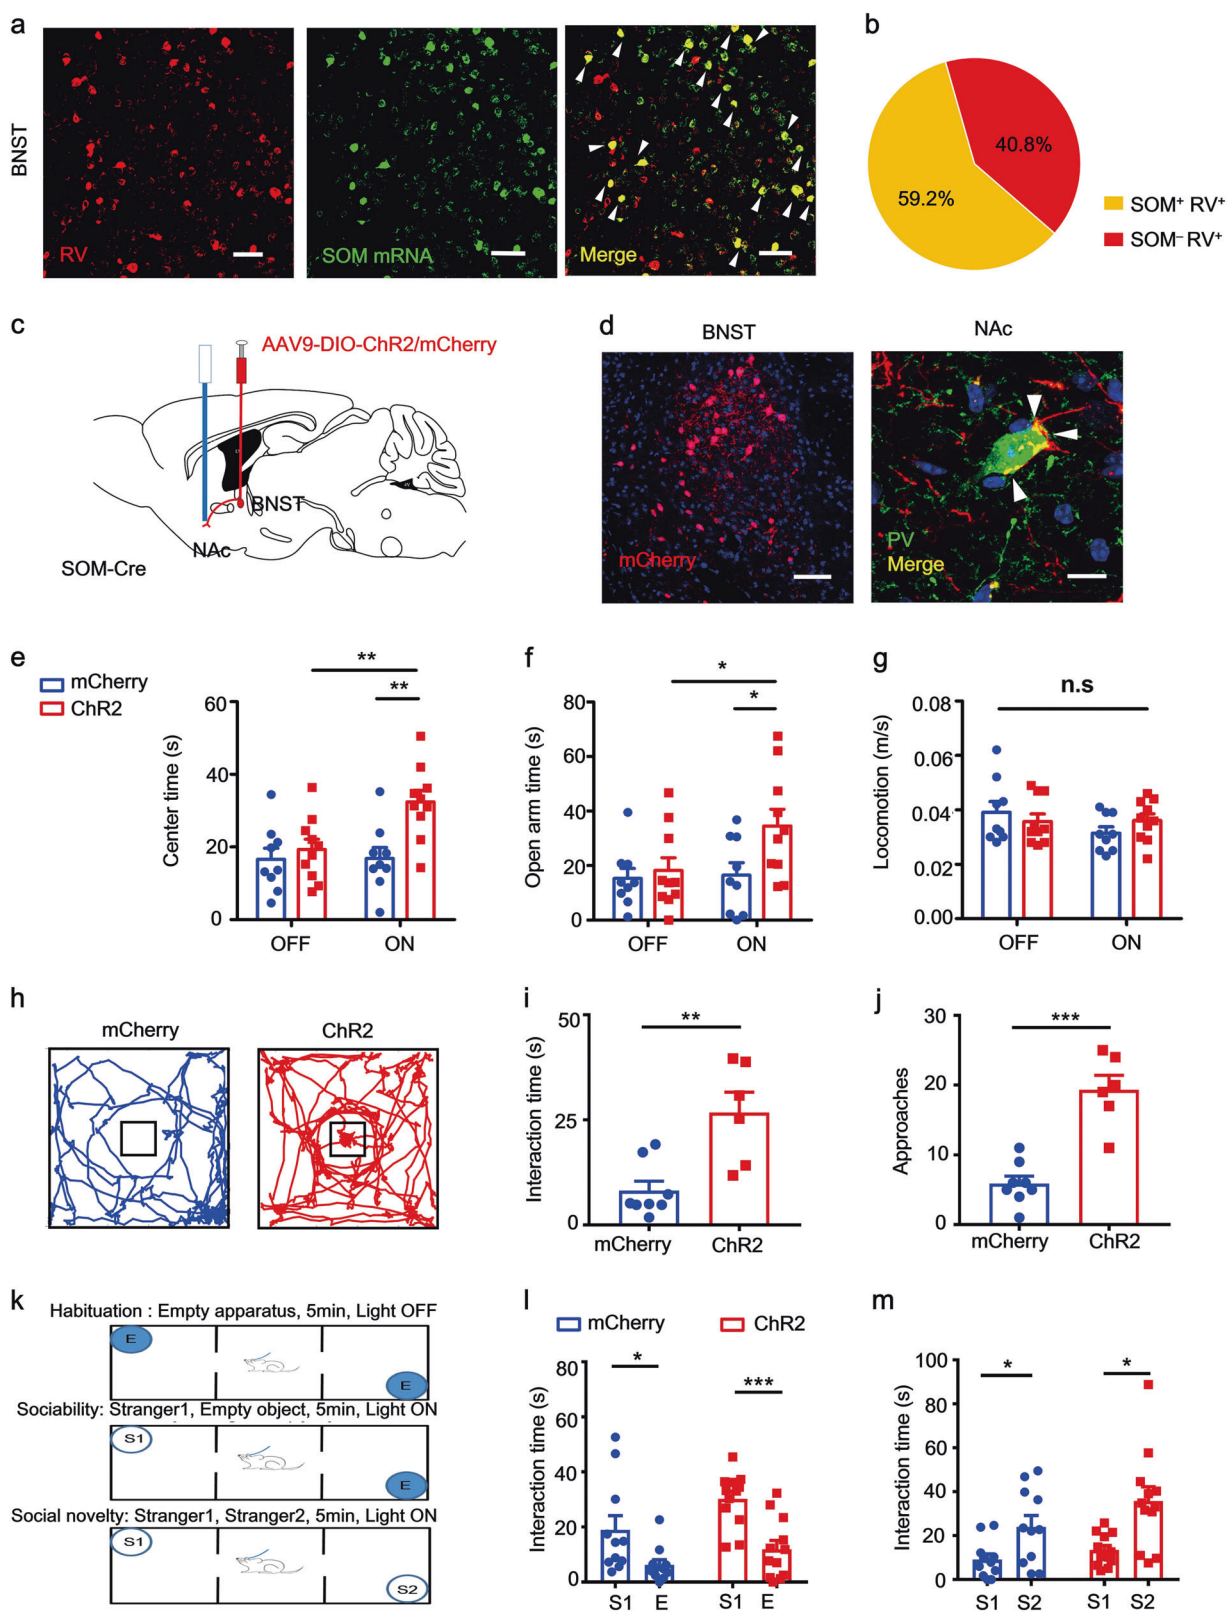 a
BNST
RV
SOM mRNA
Merge
b
40.8%
59.2%
SOM⁺ RV⁺
SOM⁻ RV⁺
c
AAV9-DIO-ChR2/mCherry
BNST
NAc
SOM-Cre
d
BNST
NAc
mCherry
PV
Merge
e
mCherry
ChR2
**
**
Center time (s)
60
40
20
0
OFF
ON
f
*
*
Open arm time (s)
80
60
40
20
0
OFF
ON
g
n.s
Locomotion (m/s)
0.08
0.06
0.04
0.02
0.00
OFF
ON
h
mCherry
ChR2
i
**
Interaction time (s)
50
25
0
mCherry
ChR2
j
***
Approaches
30
20
10
0
mCherry
ChR2
k
Habituation : Empty apparatus, 5min, Light OFF
E
E
Sociability: Stranger1, Empty object, 5min, Light ON
S1
E
Social novelty: Stranger1, Stranger2, 5min, Light ON
S1
S2
l
mCherry
ChR2
*
***
Interaction time (s)
80
60
40
20
0
S1
E
S1
E
m
*
*
Interaction time (s)
100
80
60
40
20
0
S1
S2
S1
S2